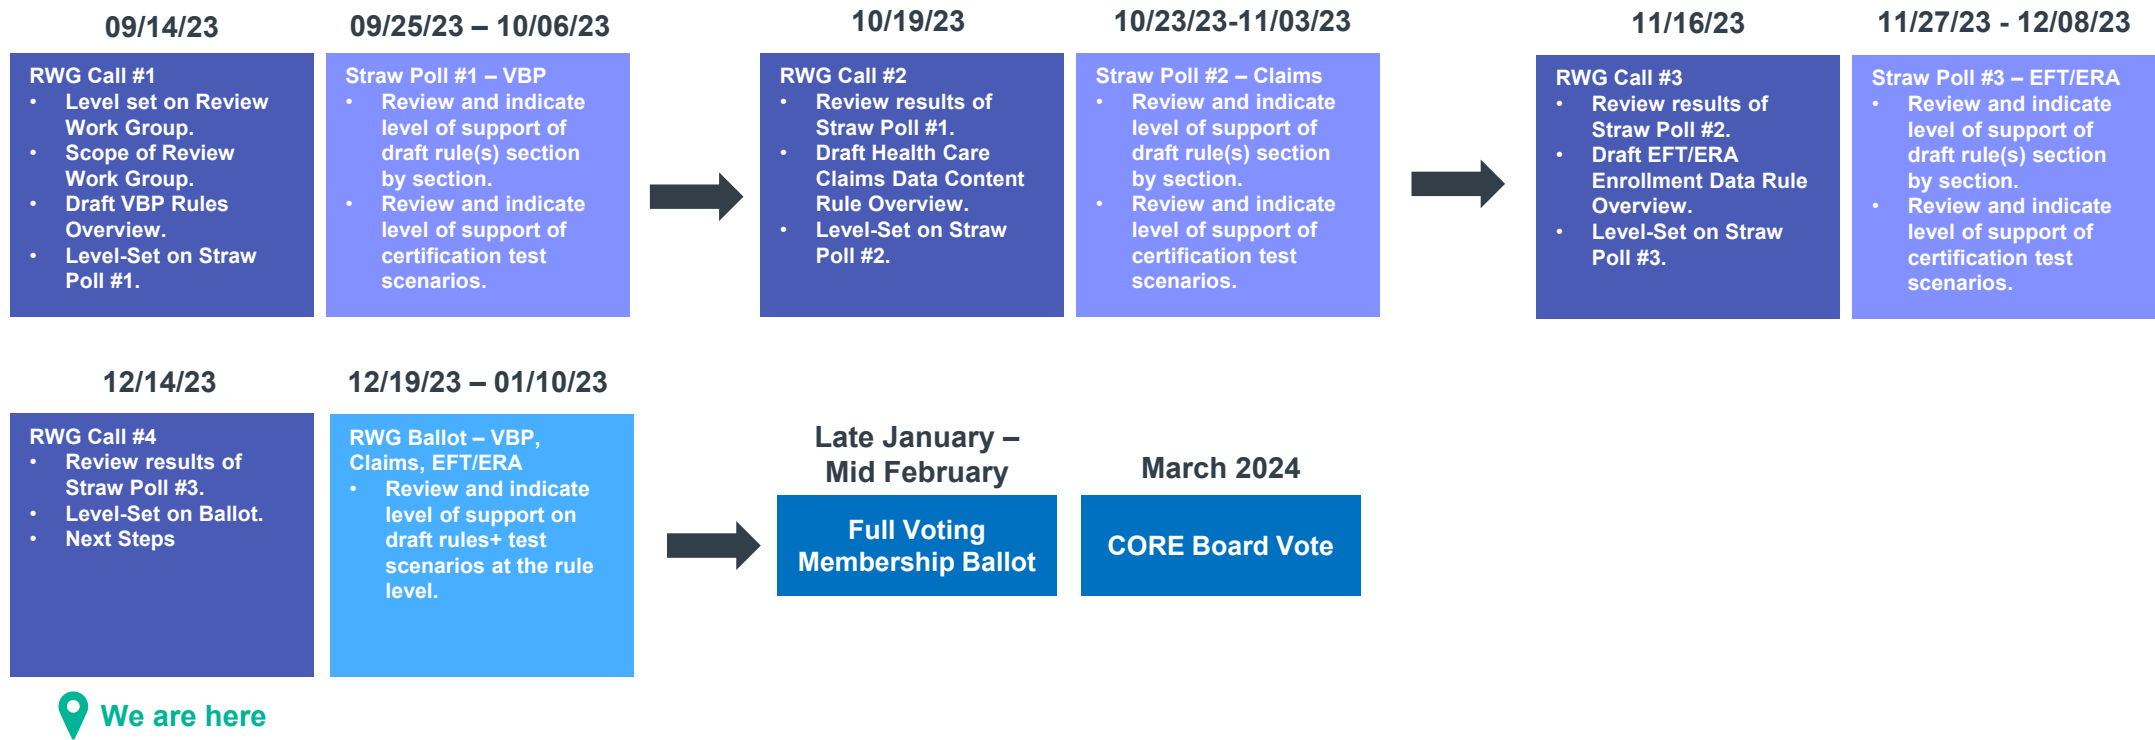 09/14/23
RWG Call #1
• Level set on Review
Work Group.
• Scope of Review
Work Group.
• Draft VBP Rules
Overview.
• Level-Set on Straw
Poll #1.
09/25/23 – 10/06/23
Straw Poll #1 – VBP
• Review and indicate
level of support of
draft rule(s) section
by section.
• Review and indicate
level of support of
certification test
scenarios.
10/19/23
RWG Call #2
• Review results of
Straw Poll #1.
• Draft Health Care
Claims Data Content
Rule Overview.
• Level-Set on Straw
Poll #2.
10/23/23-11/03/23
Straw Poll #2 – Claims
• Review and indicate
level of support of
draft rule(s) section
by section.
• Review and indicate
level of support of
certification test
scenarios.
11/16/23
RWG Call #3
• Review results of
Straw Poll #2.
• Draft EFT/ERA
Enrollment Data Rule
Overview.
• Level-Set on Straw
Poll #3.
11/27/23 - 12/08/23
Straw Poll #3 – EFT/ERA
• Review and indicate
level of support of
draft rule(s) section
by section.
• Review and indicate
level of support of
certification test
scenarios.
12/14/23
RWG Call #4
• Review results of
Straw Poll #3.
• Level-Set on Ballot.
• Next Steps
12/19/23 – 01/10/23
RWG Ballot – VBP,
Claims, EFT/ERA
• Review and indicate
level of support on
draft rules+ test
scenarios at the rule
level.
Late January –
Mid February
Full Voting
Membership Ballot
March 2024
CORE Board Vote
We are here